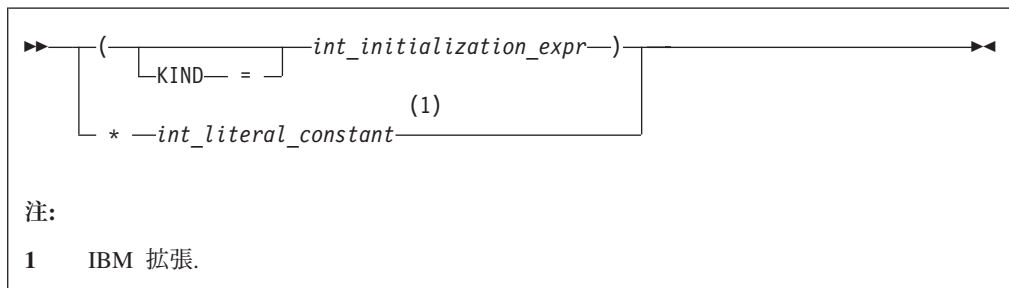 ( int_initialization_expr )
KIND =
(1)
* int_literal_constant
注:
1 IBM 拡張.